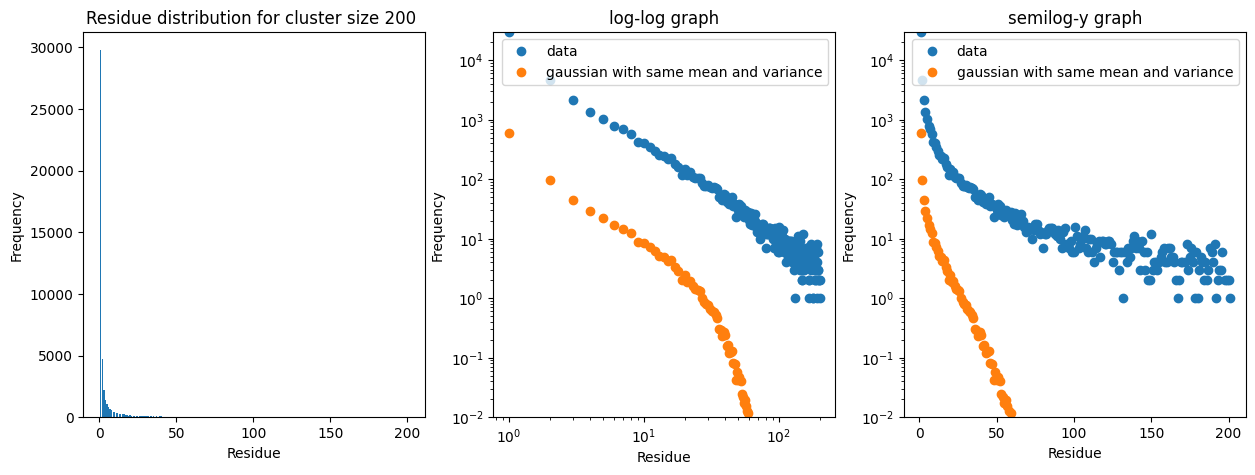 Residue distribution for cluster size 200
Frequency
30000
25000
20000
15000
10000
5000
0
0 50 100 150 200
Residue
log-log graph
data
gaussian with same mean and variance
Frequency
10⁴
10³
10²
10¹
10⁰
10⁻¹
10⁻²
10⁰ 10¹ 10²
Residue
semilog-y graph
data
gaussian with same mean and variance
Frequency
10⁴
10³
10²
10¹
10⁰
10⁻¹
10⁻²
0 50 100 150 200
Residue